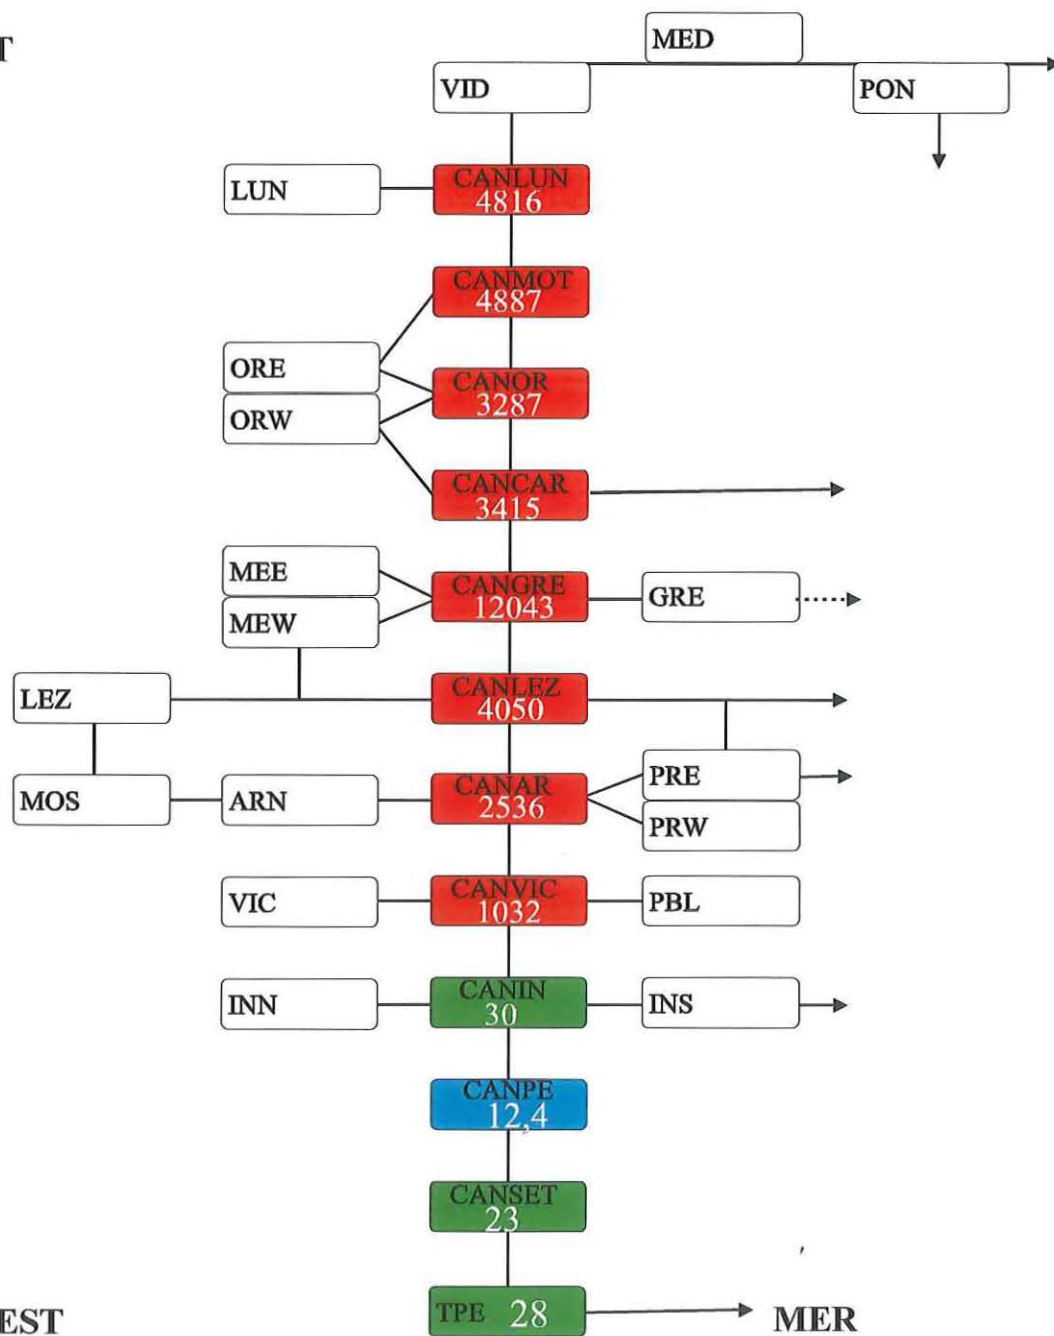 T
MED
VID
PON
LUN
CANLUN
4816
CANMOT
4887
ORE
ORW
CANOR
3287
CANCAR
3415
MEE
MEW
CANGRE
12043
GRE
LEZ
CANLEZ
4050
MOS
ARN
CANAR
2536
PRE
PRW
VIC
CANVIC
1032
PBL
INN
CANIN
30
INS
CANPE
12,4
CANSET
23
EST
TPE 28
MER